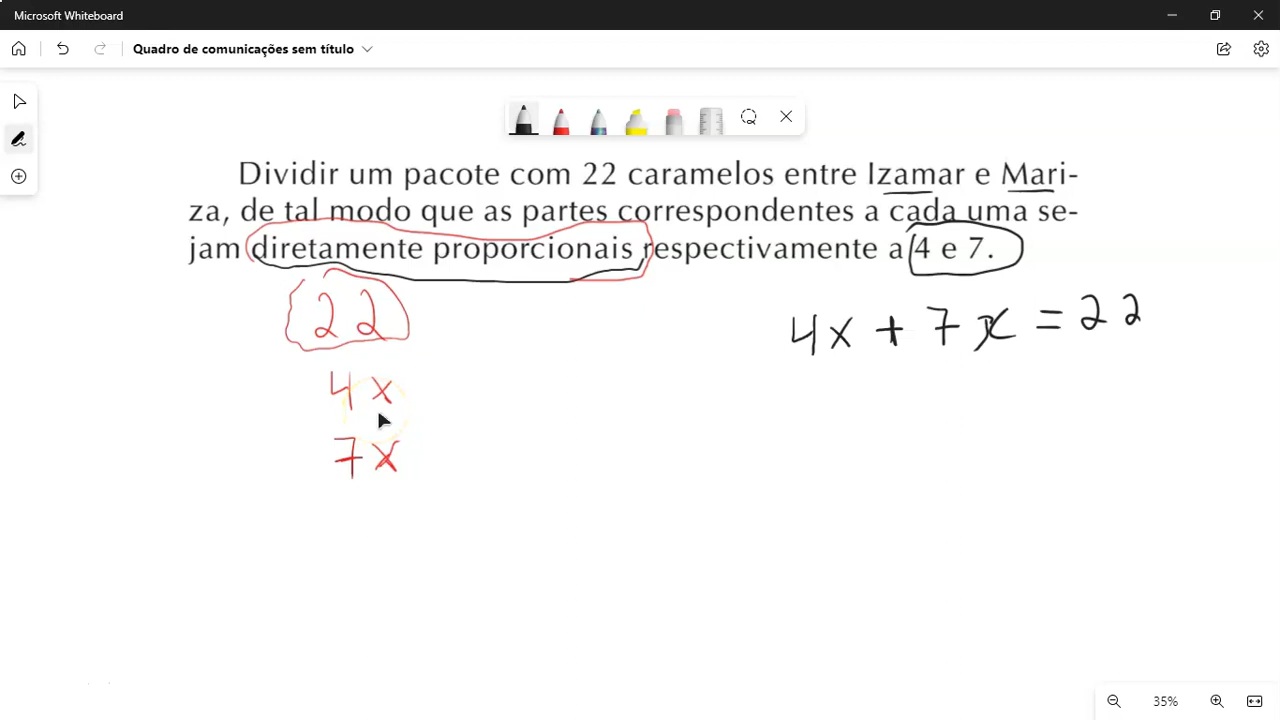 Microsoft Whiteboard
Quadro de comunicações sem título
Dividir um pacote com 22 caramelos entre Izamar e Mari-
za, de tal modo que as partes correspondentes a cada uma se-
jam diretamente proporcionais respectivamente a 4 e 7.
22
4x + 7x = 22
4x
7x
35%